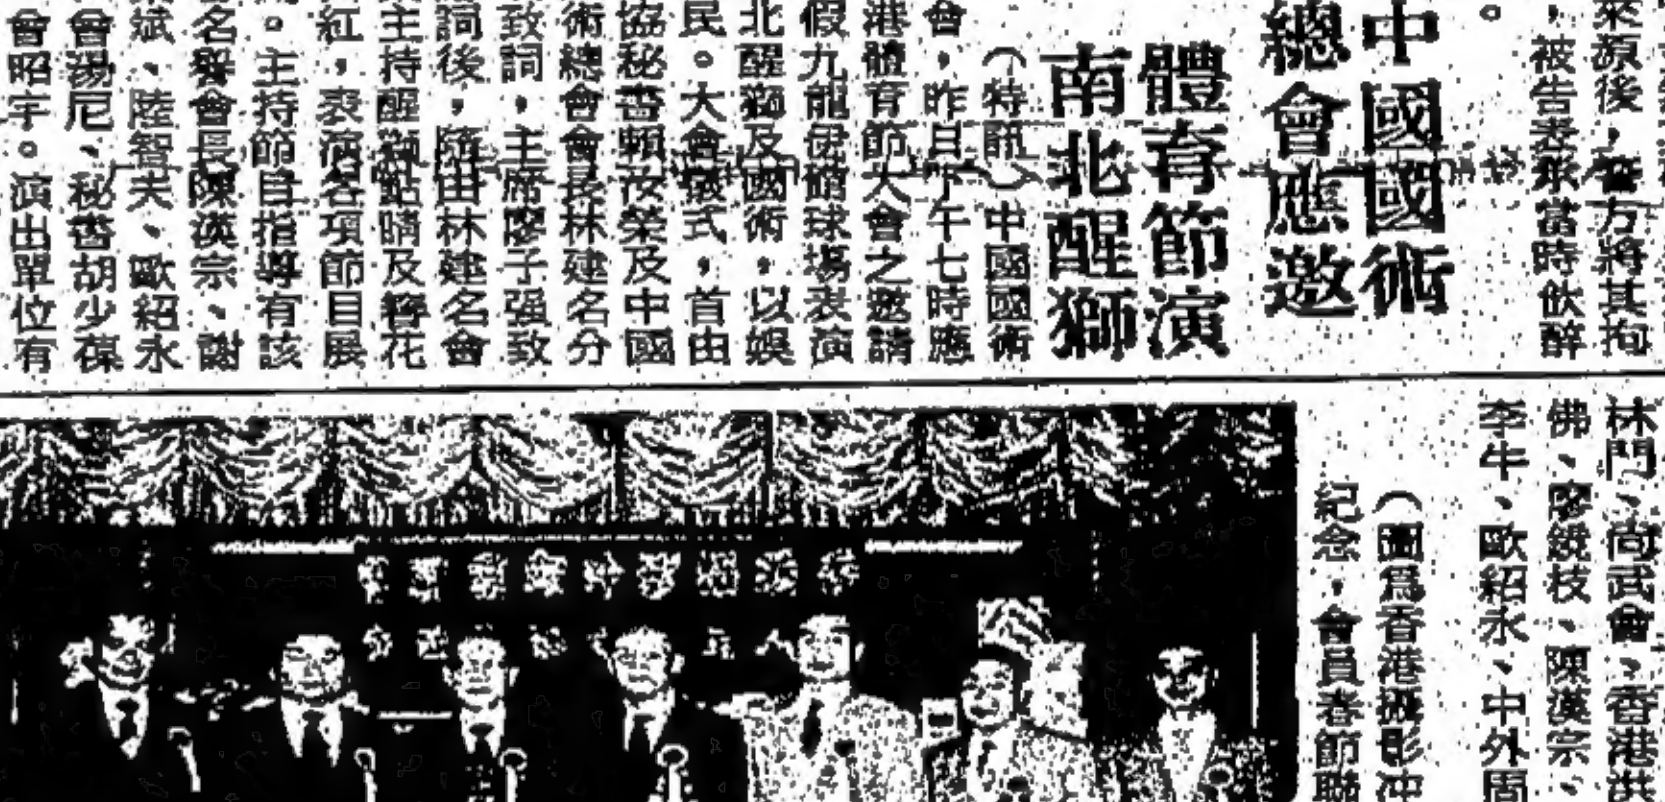 來源後，警方將其拘
，被告者承當時飲醉
。
中國國術
總會應邀
體育節演
南北醒獅
（特訊）中國國術
會，昨日下午七時應
港體育節大會之邀請
假九龍伊館球場表演
北醒獅及國術，以娛
民。大會儀式，首由
協秘書賴汝榮及中國
術總會會長林建名分
致詞，主席廖子强致
詞後，隨由林建名會
主持醒獅點睛及簪花
紅，表演各項節目展
。主持節目指導有該
名譽會長陳漢宗、謝
斌、陸智夫、歐紹永
會湯尼、秘書胡少葆
會昭宇。演出單位有
林門、尚武會、香港洪
佛、廖鏡枝、陳漢宗、
李牛、歐紹永、中外周
（圖爲香港攝影冲
紀念，會員春節聯